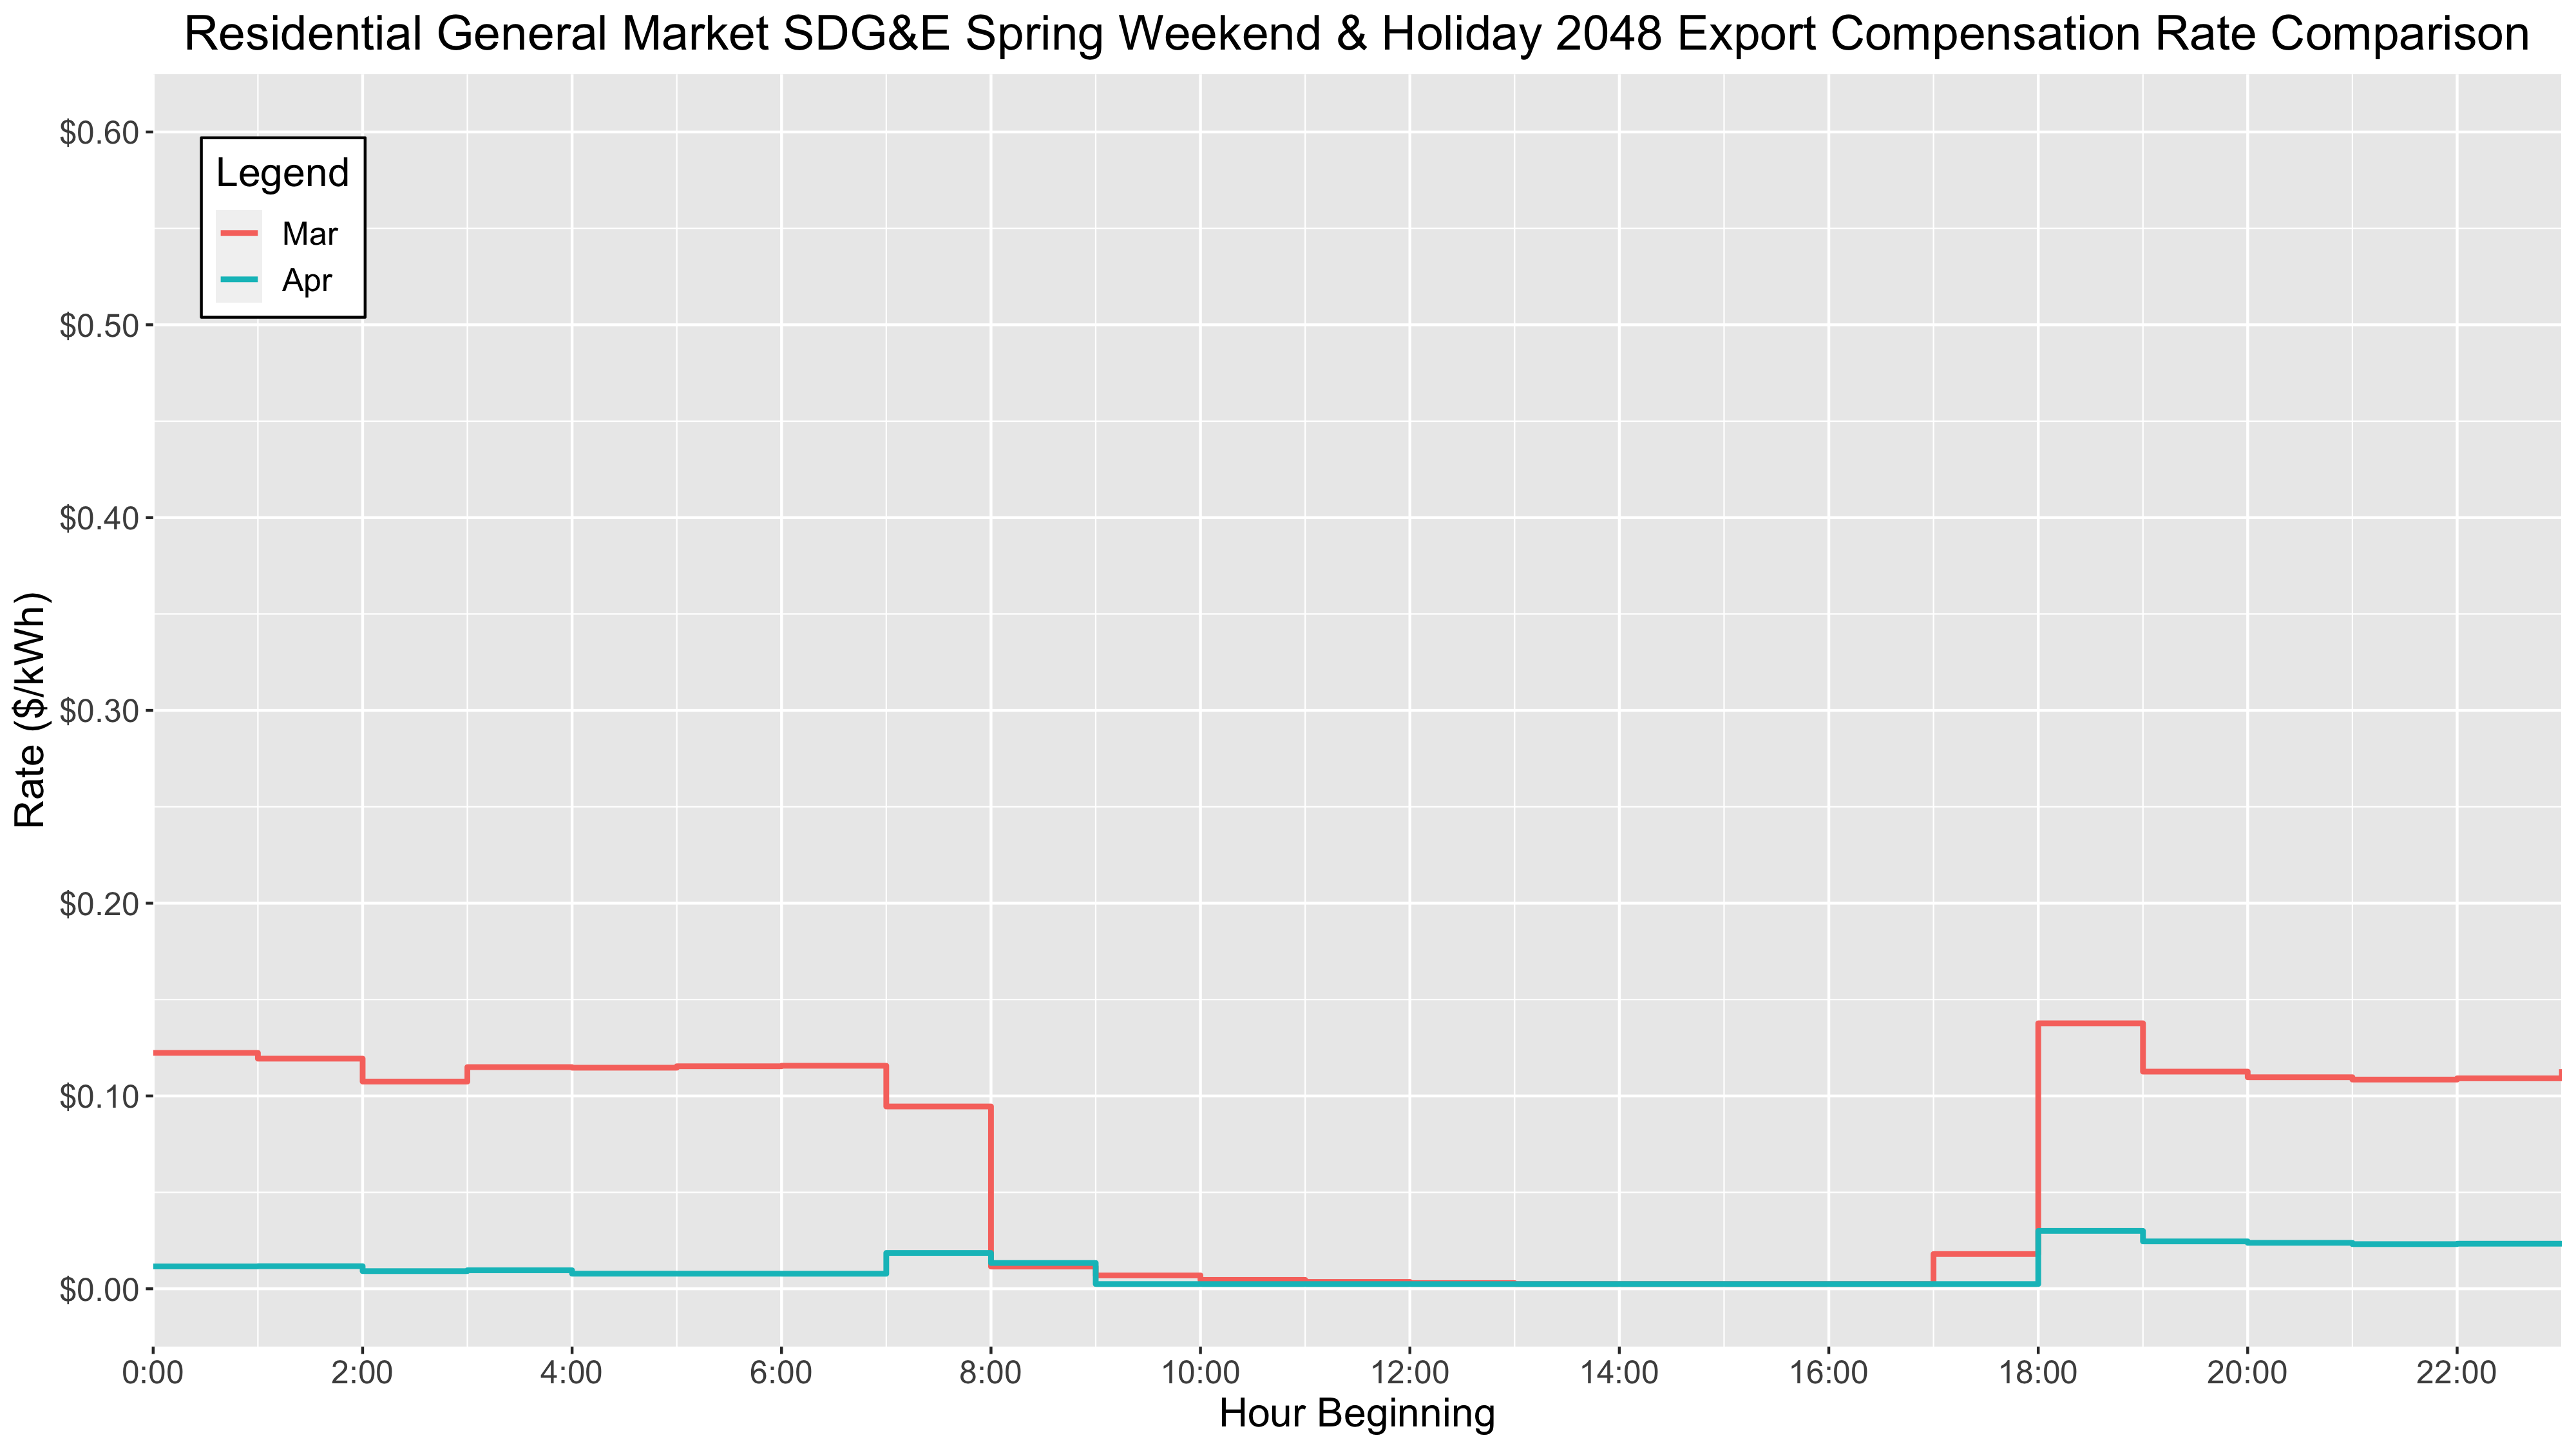 Residential General Market SDG&E Spring Weekend & Holiday 2048 Export Compensation Rate Comparison
$0.60
Legend
Mar
Apr
$0.50
$0.40
Rate ($/kWh)
$0.30
$0.20
$0.10
$0.00
0:00 2:00 4:00 6:00 8:00 10:00 12:00 14:00 16:00 18:00 20:00 22:00
Hour Beginning